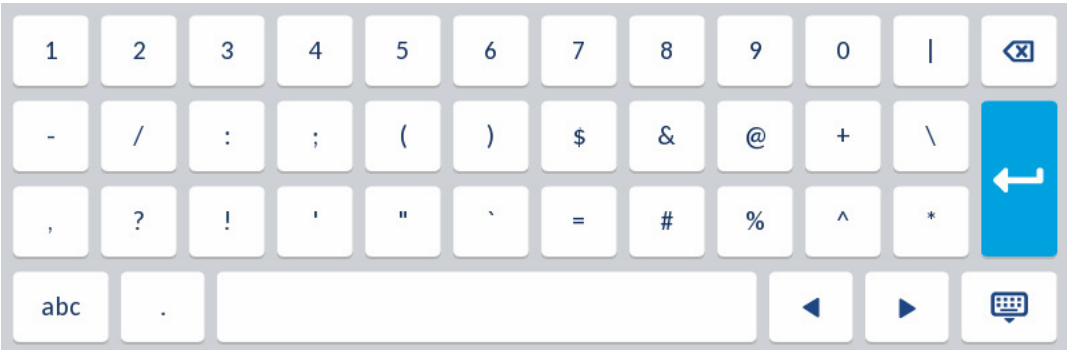 1 2 3 4 5 6 7 8 9 0 |
- / : ; ( ) $ & @ + \
, ? ! ' " ` = # % ^ *
abc .